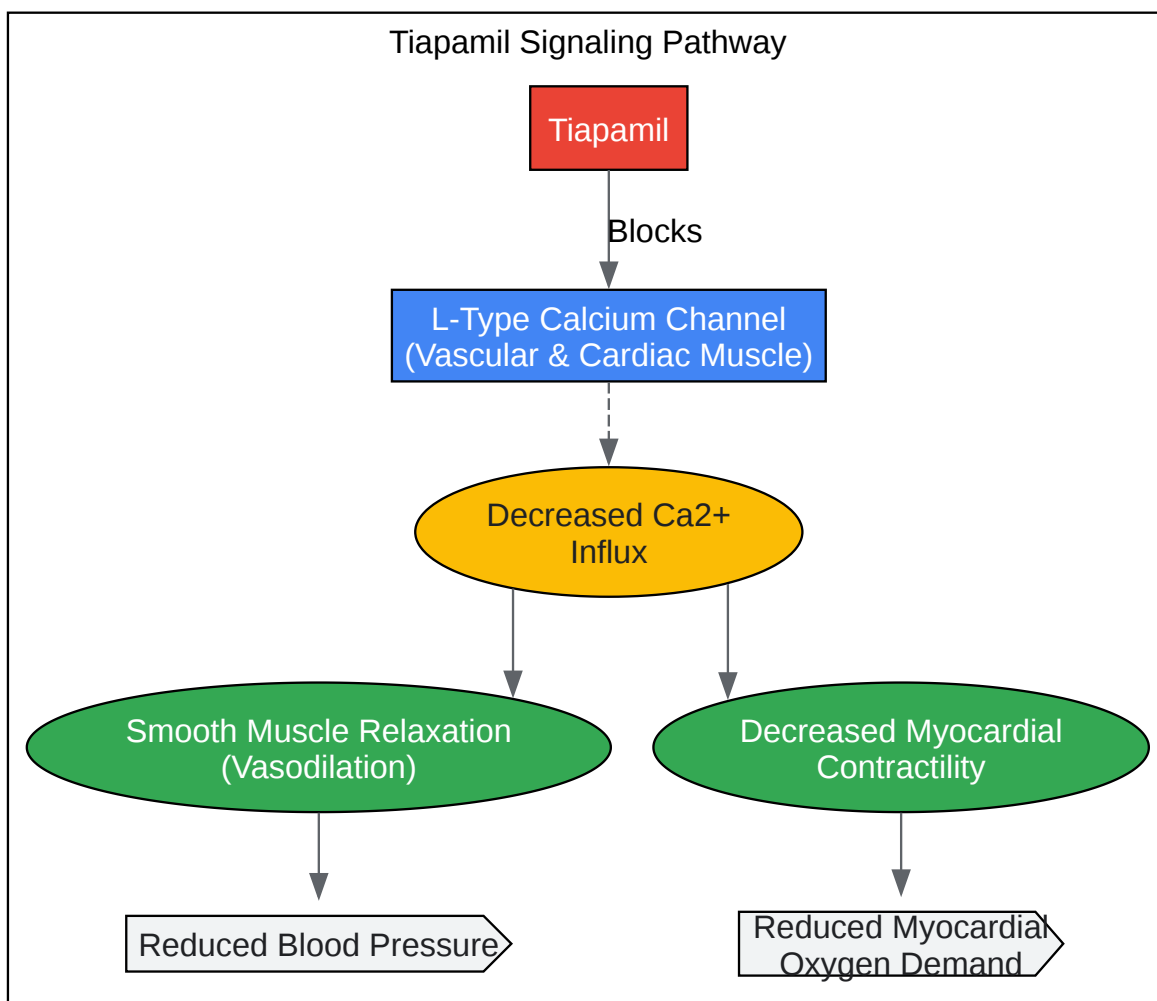 Tiapamil Signaling Pathway
Tiapamil
Blocks
L-Type Calcium Channel
(Vascular & Cardiac Muscle)
Decreased Ca2+
Influx
Smooth Muscle Relaxation
(Vasodilation)
Decreased Myocardial
Contractility
Reduced Blood Pressure
Reduced Myocardial
Oxygen Demand